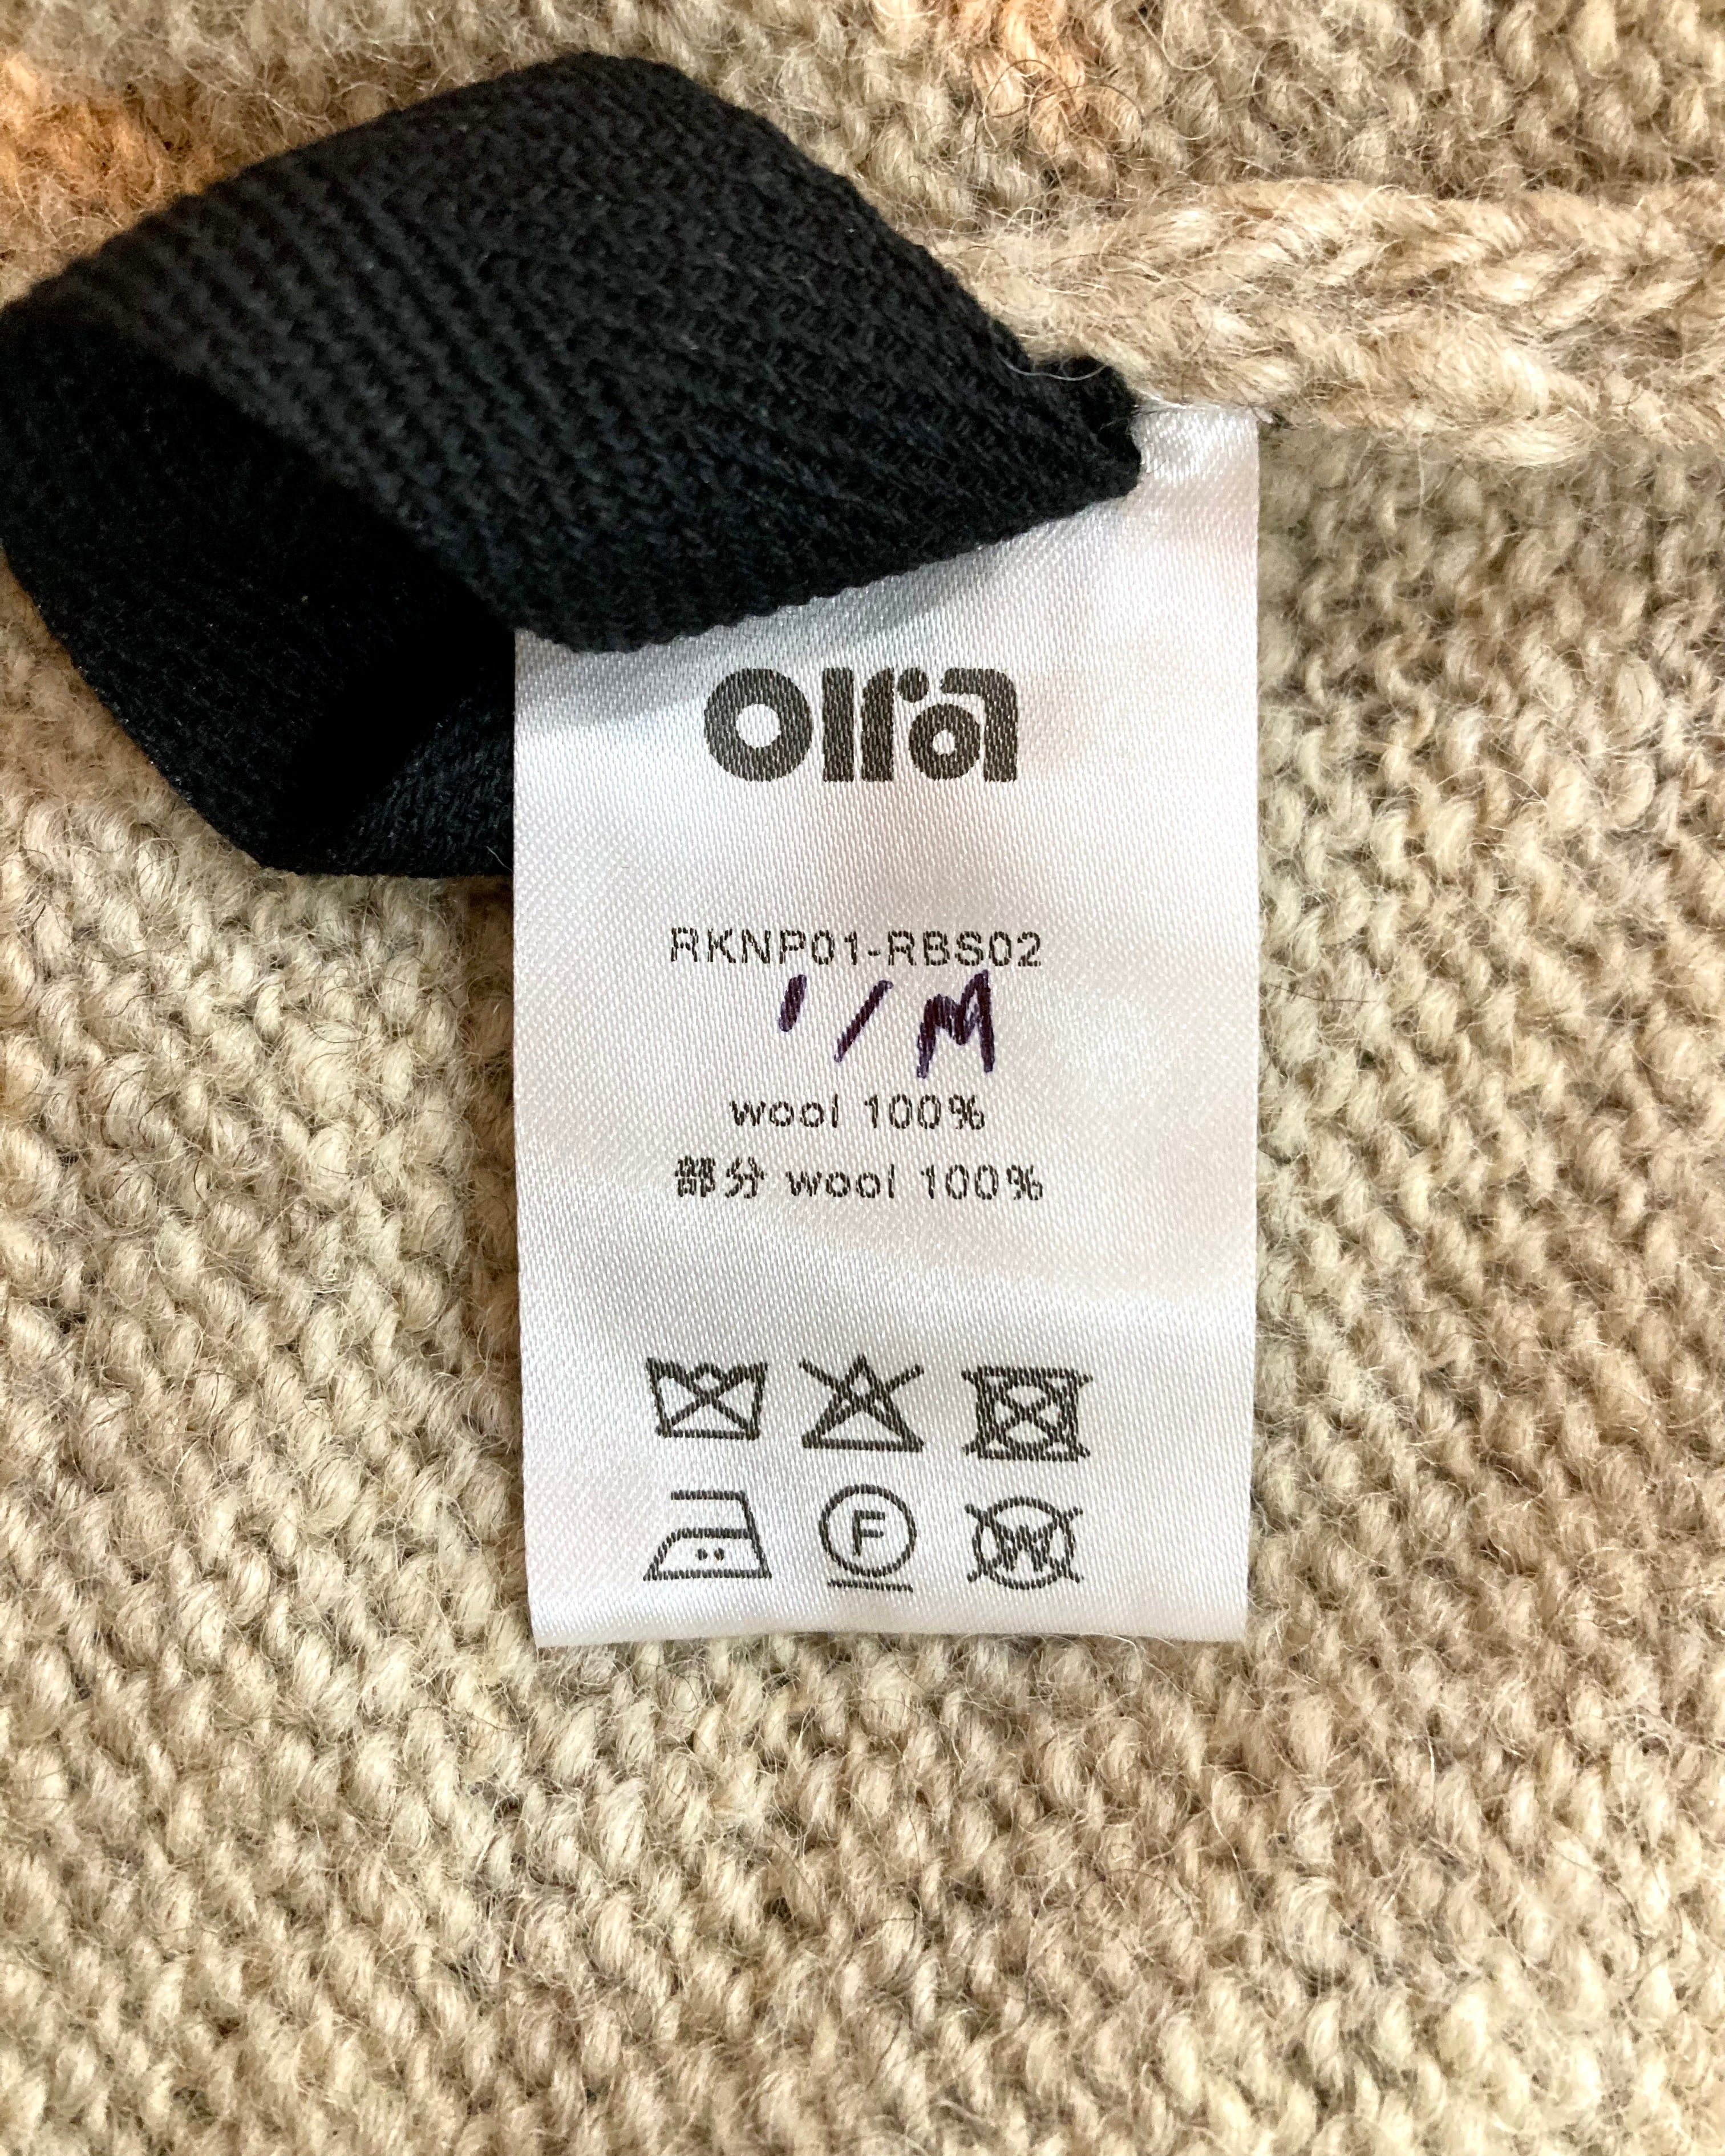 olra
RKNP01-RBS02
1/M
wool 100%
部分 wool 100%
F
W